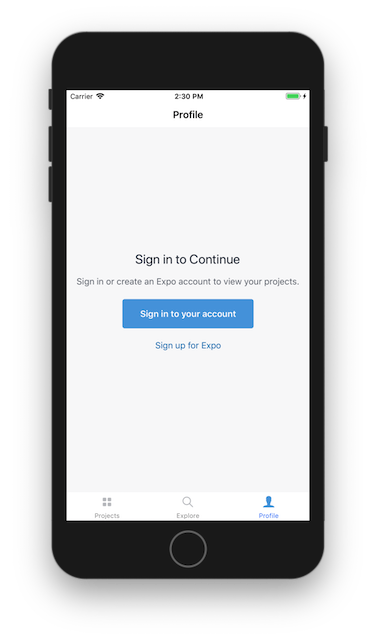 Carrier 2:30 PM
Profile
Sign in to Continue
Sign in or create an Expo account to view your projects.
Sign in to your account
Sign up for Expo
Projects Explore Profile